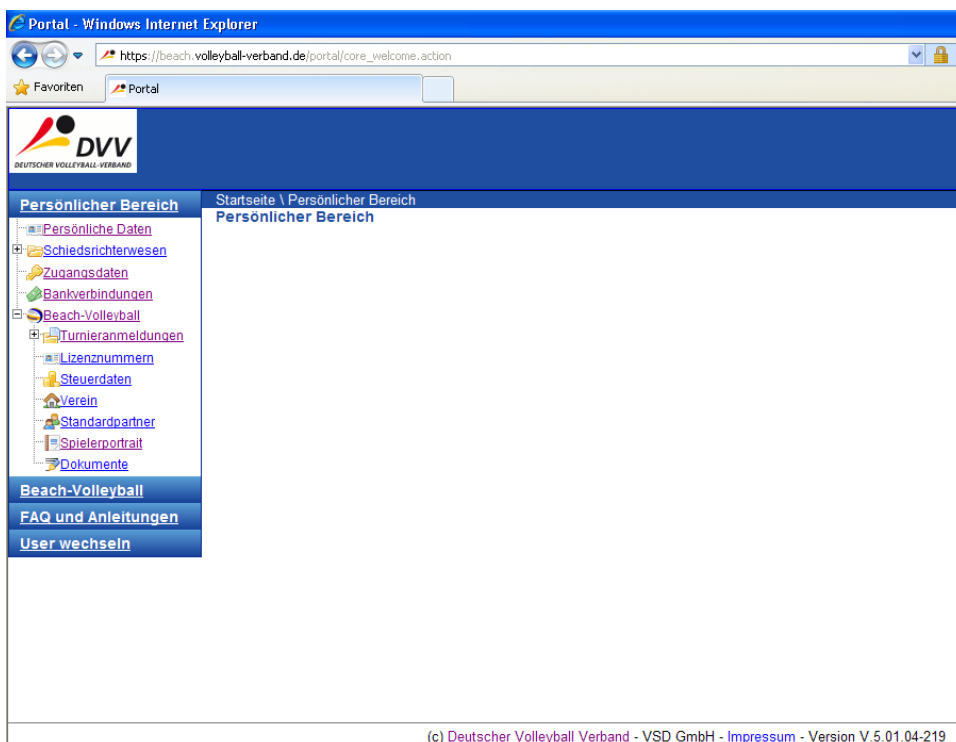 Portal - Windows Internet Explorer
https://beach.volleyball-verband.de/portal/core_welcome.action
Favoriten
Portal
DVV
DEUTSCHER VOLLEYBALL-VERBAND
Persönlicher Bereich
Startseite \ Persönlicher Bereich
Persönlicher Bereich
Persönliche Daten
Schiedsrichterwesen
Zugangsdaten
Bankverbindungen
Beach-Volleyball
Turnieranmeldungen
Lizenznummern
Steuerdaten
Verein
Standardpartner
Spielerportrait
Dokumente
Beach-Volleyball
FAQ und Anleitungen
User wechseln
(c) Deutscher Volleyball Verband - VSD GmbH - Impressum - Version V.5.01.04-219